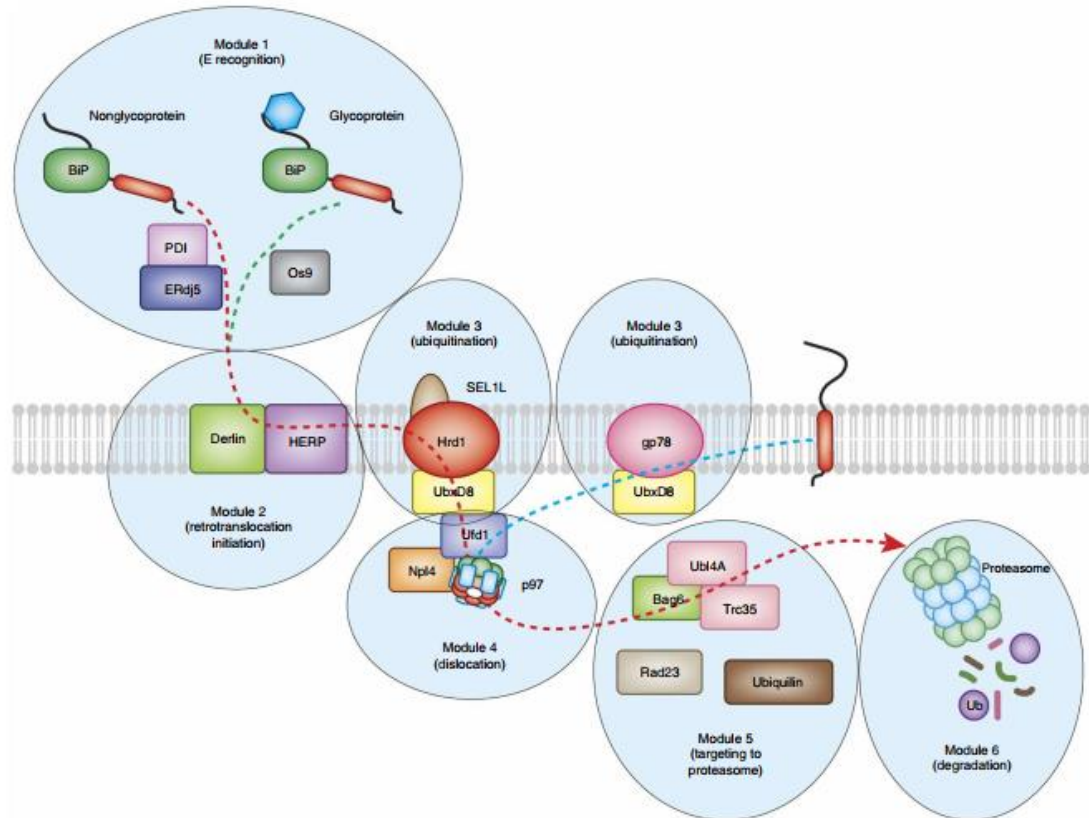 Module 1
(E recognition)
Nonglycoprotein
Glycoprotein
BiP
BiP
PDI
ERdj5
Os9
Module 3
(ubiquitination)
Module 3
(ubiquitination)
SEL1L
Derlin
HERP
Hrd1
gp78
UbxD8
UbxD8
Module 2
(retrotranslocation
initiation)
Ufd1
Npl4
p97
Module 4
(dislocation)
Ubl4A
Bag6
Trc35
Proteasome
Rad23
Ubiquilin
Ub
Module 5
(targeting to
proteasome)
Module 6
(degradation)